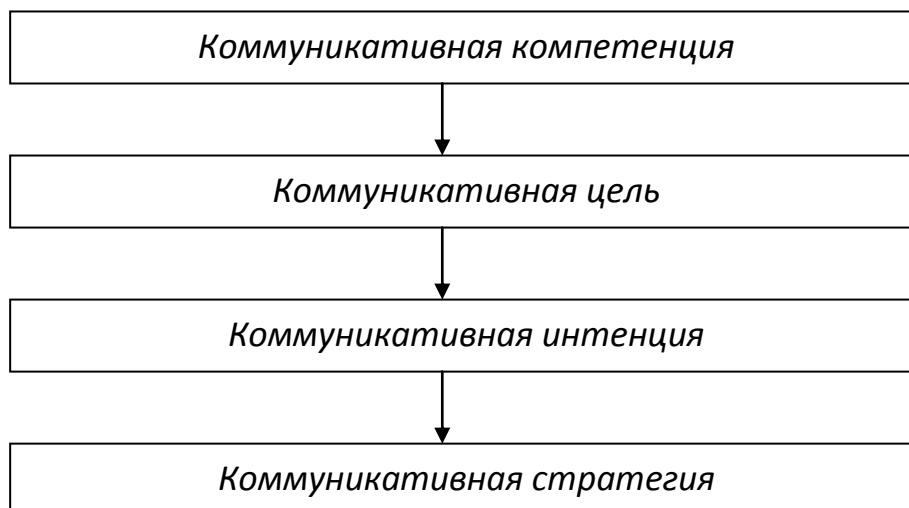 Коммуникативная компетенция
Коммуникативная цель
Коммуникативная интенция
Коммуникативная стратегия